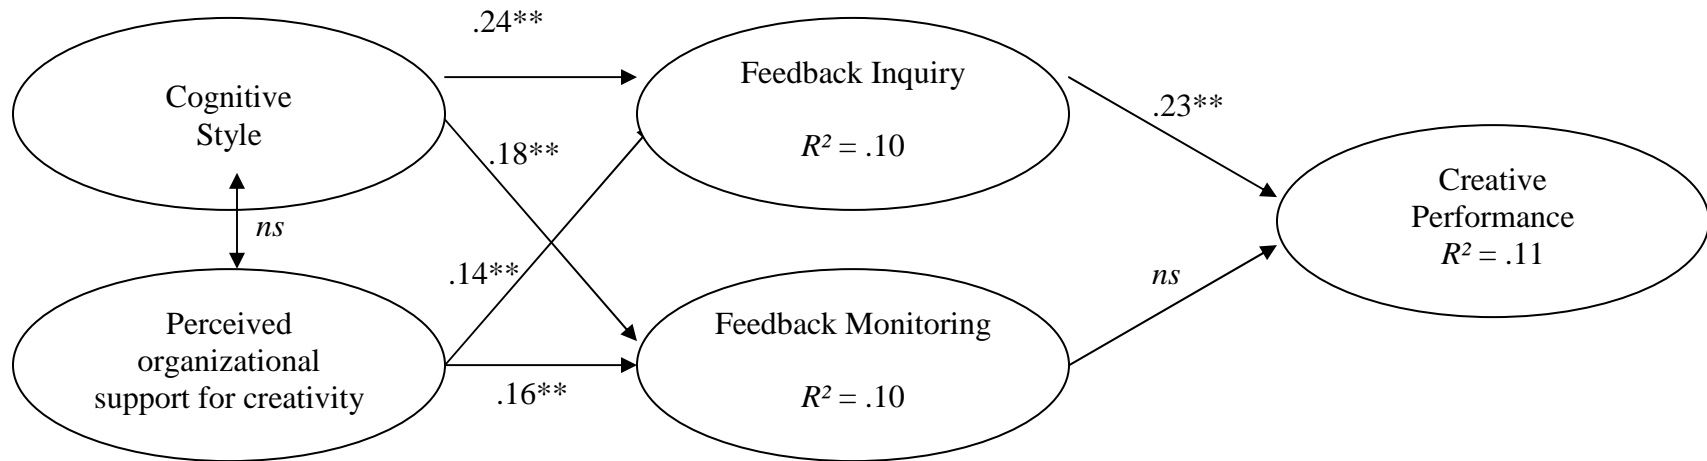 .24**
Cognitive
Style
Feedback Inquiry
R² = .10
.23**
.18**
ns
Creative
Performance
R² = .11
.14**
ns
Perceived
organizational
support for creativity
.16**
Feedback Monitoring
R² = .10